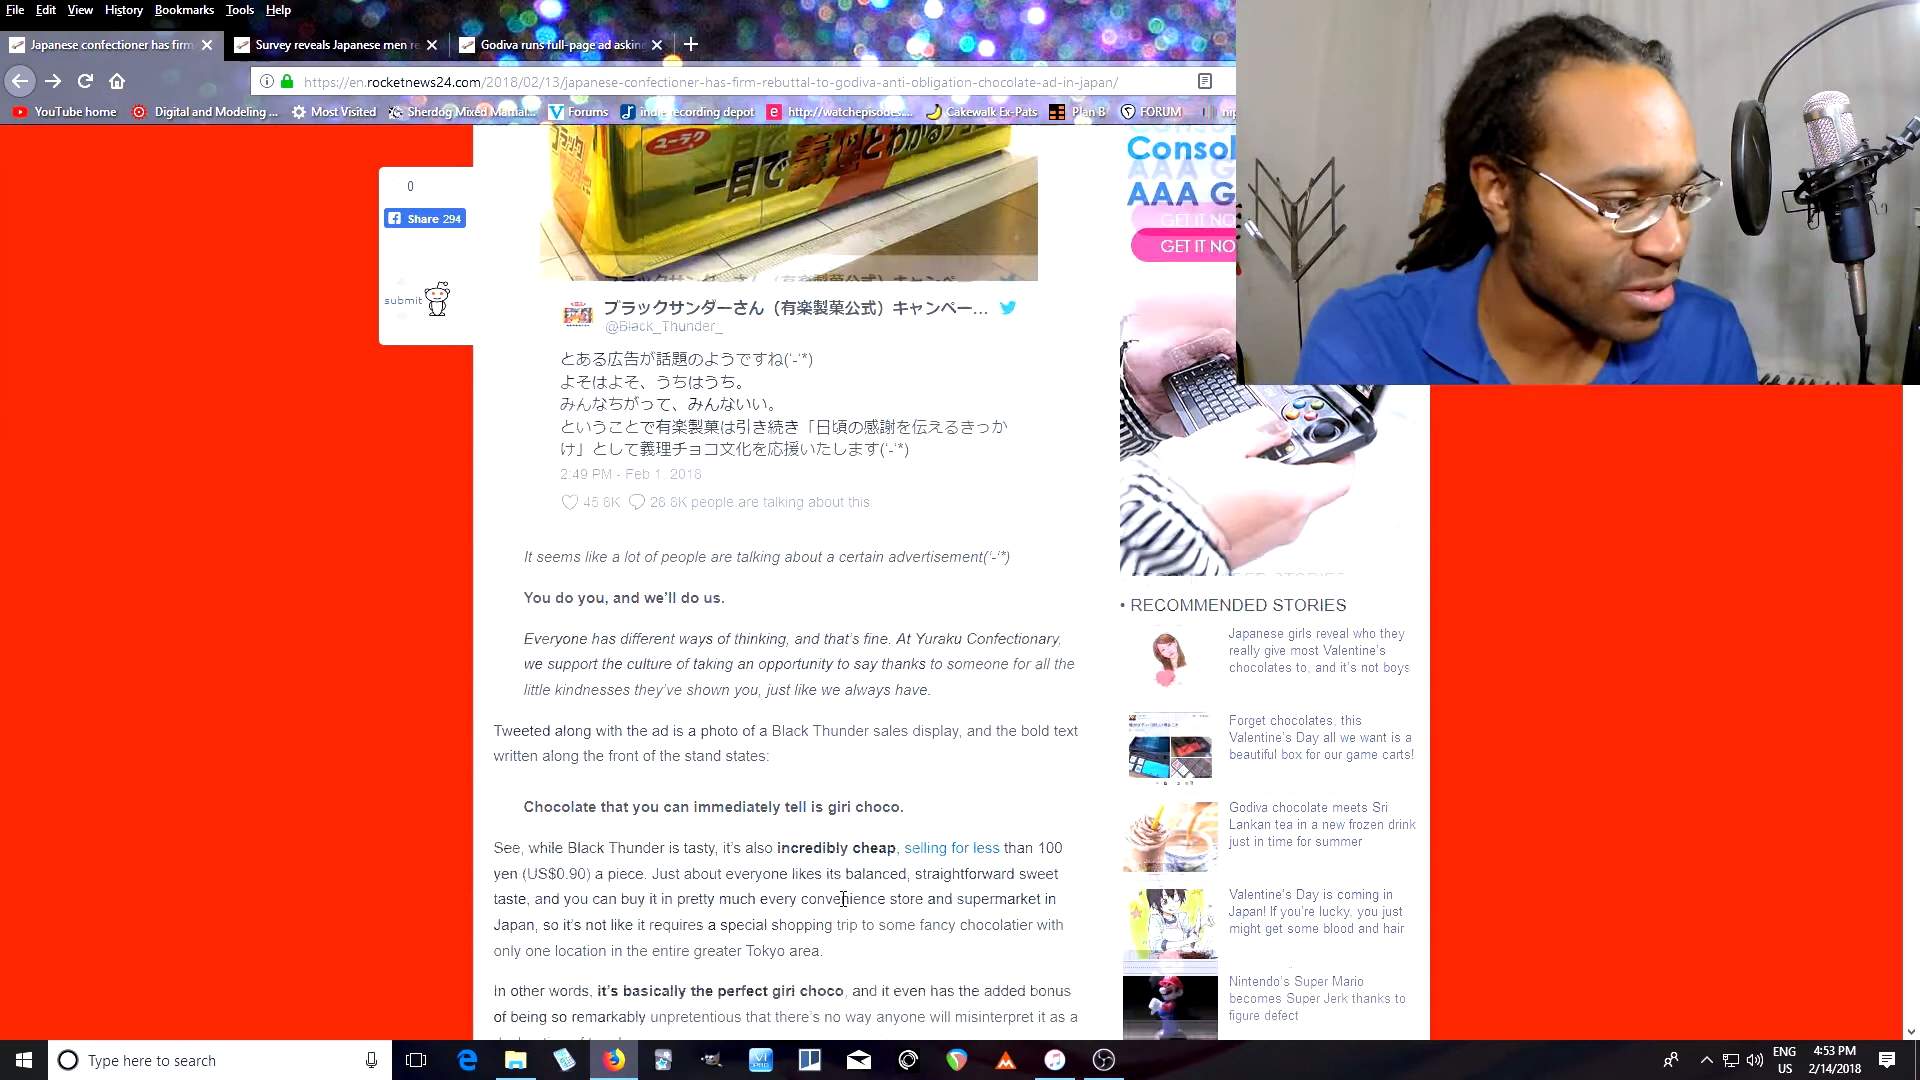 File Edit View History Bookmarks Tools Help
Japanese confectioner has firm
Survey reveals Japanese men re
Godiva runs full-page ad askin
https://en.rocketnews24.com/2018/02/13/japanese-confectioner-has-firm-rebuttal-to-godiva-anti-obligation-chocolate-ad-in-japan/
YouTube home Digital and Modeling ... Most Visited Sherdog Mixed Martial... Forums indie recording depot http://watchepisodes.... Cakewalk Ex-Pats Plan B FORUM
0
Share 294
submit
ユーラク
一目で義理とわかるチョコ
Consol
AAA G
GET IT NO
GET IT NO
ブラックサンダーさん（有楽製菓公式）キャンペー...
@Black_Thunder_
とある広告が話題のようですね('-'*)
よそはよそ、うちはうち。
みんなちがって、みんないい。
ということで有楽製菓は引き続き「日頃の感謝を伝えるきっか
け」として義理チョコ文化を応援いたします('-'*)
2:49 PM - Feb 1, 2018
45.8K 28.8K people are talking about this
It seems like a lot of people are talking about a certain advertisement('-'*)
You do you, and we'll do us.
Everyone has different ways of thinking, and that's fine. At Yuraku Confectionary,
we support the culture of taking an opportunity to say thanks to someone for all the
little kindnesses they've shown you, just like we always have.
Tweeted along with the ad is a photo of a Black Thunder sales display, and the bold text
written along the front of the stand states:
Chocolate that you can immediately tell is giri choco.
See, while Black Thunder is tasty, it's also incredibly cheap, selling for less than 100
yen (US$0.90) a piece. Just about everyone likes its balanced, straightforward sweet
taste, and you can buy it in pretty much every convenience store and supermarket in
Japan, so it's not like it requires a special shopping trip to some fancy chocolatier with
only one location in the entire greater Tokyo area.
In other words, it's basically the perfect giri choco, and it even has the added bonus
of being so remarkably unpretentious that there's no way anyone will misinterpret it as a
• RECOMMENDED STORIES
Japanese girls reveal who they
really give most Valentine's
chocolates to, and it's not boys
Forget chocolates, this
Valentine's Day all we want is a
beautiful box for our game carts!
Godiva chocolate meets Sri
Lankan tea in a new frozen drink
just in time for summer
Valentine's Day is coming in
Japan! If you're lucky, you just
might get some blood and hair
Nintendo's Super Mario
becomes Super Jerk thanks to
figure defect
Type here to search
ENG
US
4:53 PM
2/14/2018